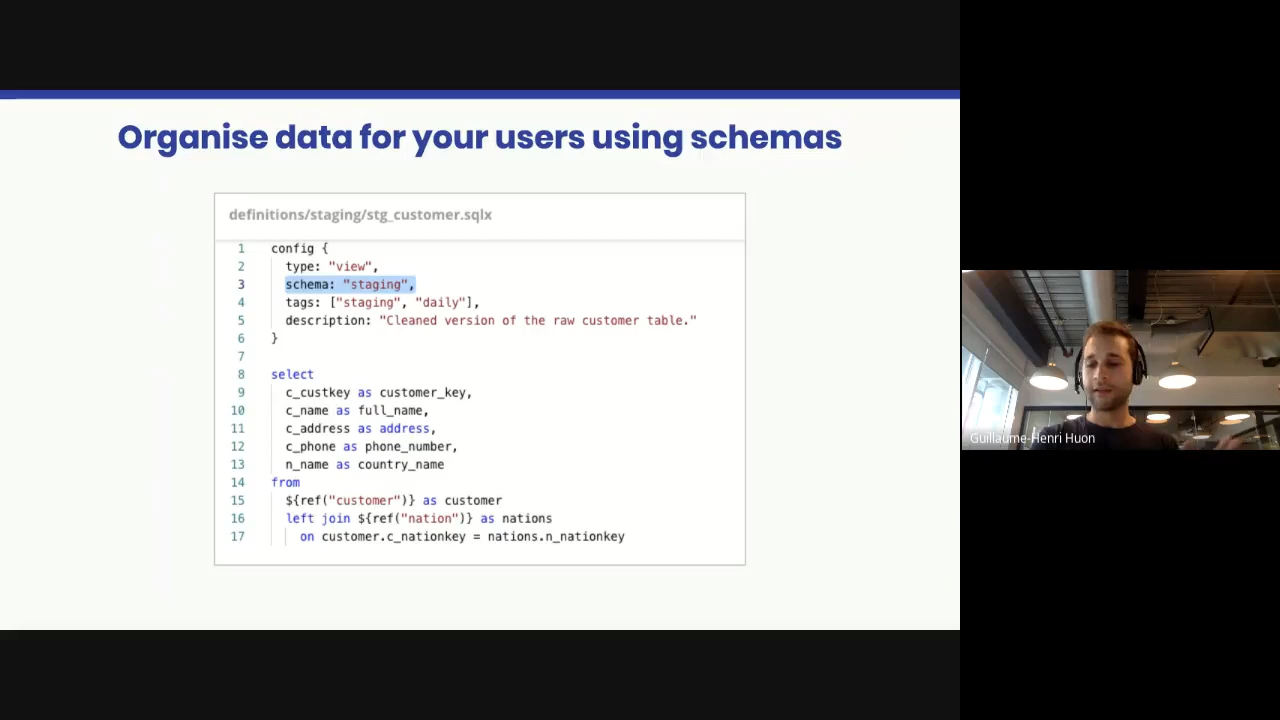 Organise data for your users using schemas
definitions/staging/stg_customer.sqlx
1 config {
2 type: "view",
3 schema: "staging",
4 tags: ["staging", "daily"],
5 description: "Cleaned version of the raw customer table."
6 }
7
8 select
9 c_custkey as customer_key,
10 c_name as full_name,
11 c_address as address,
12 c_phone as phone_number,
13 n_name as country_name
14 from
15 ${ref("customer")} as customer
16 left join ${ref("nation")} as nations
17 on customer.c_nationkey = nations.n_nationkey
Guillaume-Henri Huon